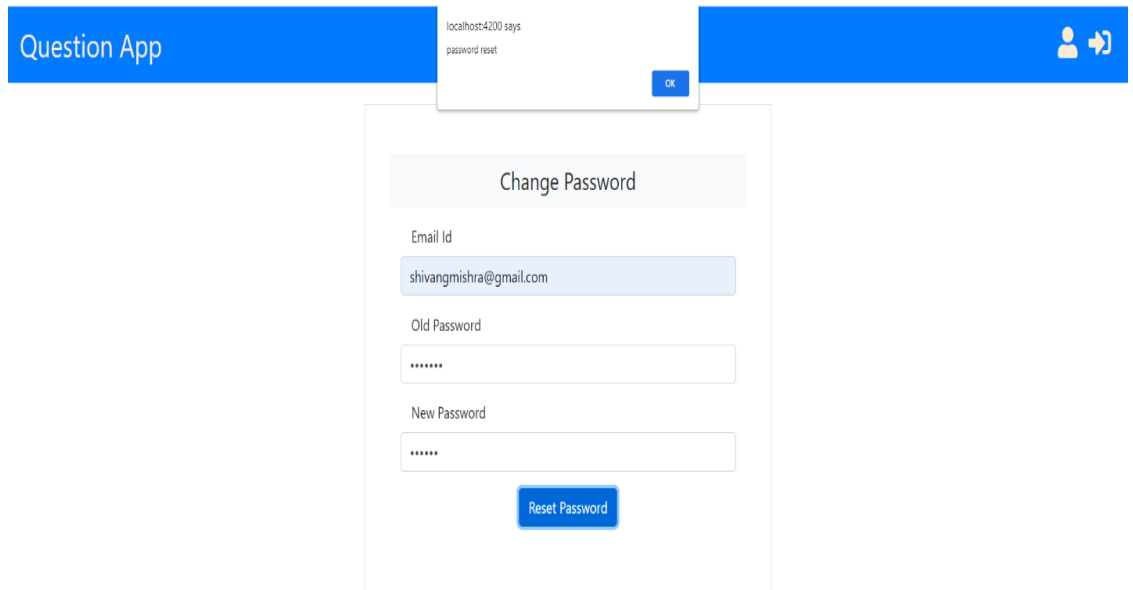 localhost:4200 says
password reset
OK
Question App
Change Password
Email Id
shivangmishra@gmail.com
Old Password
•••••••
New Password
••••••
Reset Password